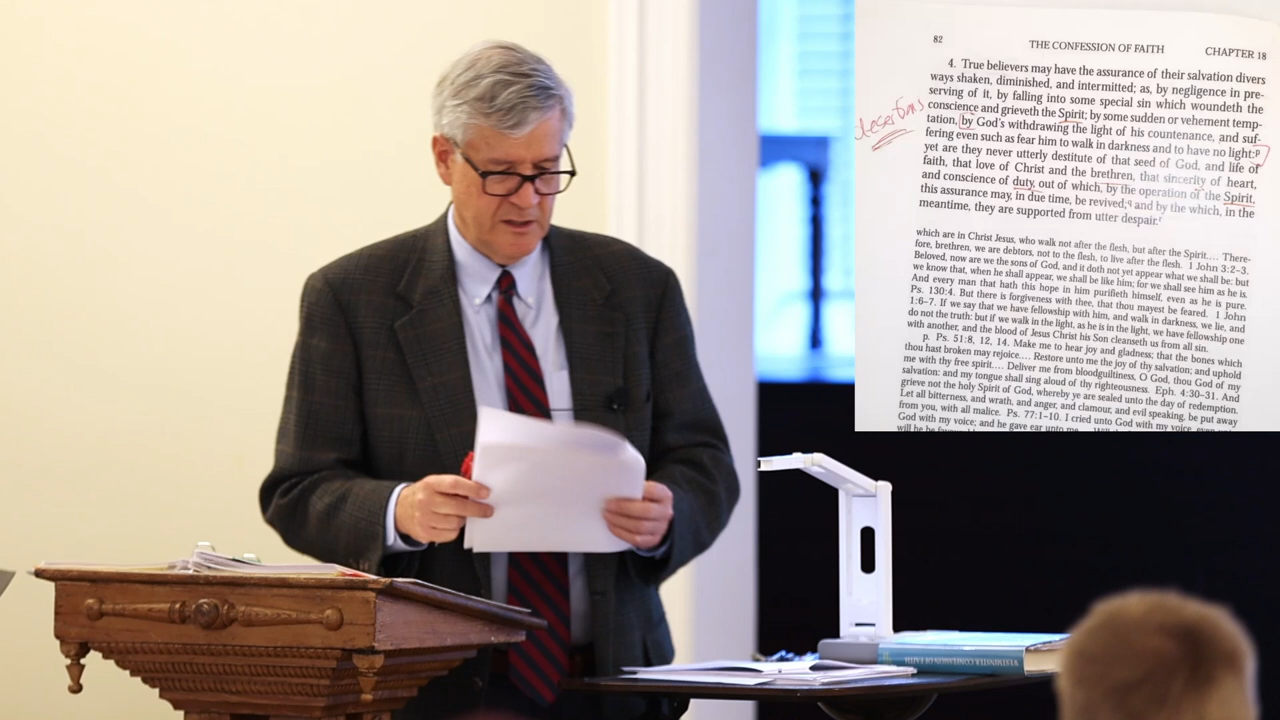 82 THE CONFESSION OF FAITH CHAPTER 18
4. True believers may have the assurance of their salvation divers
ways shaken, diminished, and intermitted; as, by negligence in pre-
serving of it, by falling into some special sin which woundeth the
conscience and grieveth the Spirit; by some sudden or vehement temp-
desertions
tation, by God's withdrawing the light of his countenance, and suf-
fering even such as fear him to walk in darkness and to have no light:p
yet are they never utterly destitute of that seed of God, and life of
faith, that love of Christ and the brethren, that sincerity of heart,
and conscience of duty, out of which, by the operation of the Spirit,
this assurance may, in due time, be revived;q and by the which, in the
meantime, they are supported from utter despair.r
which are in Christ Jesus, who walk not after the flesh, but after the Spirit.... There-
fore, brethren, we are debtors, not to the flesh, to live after the flesh. 1 John 3:2–3.
Beloved, now are we the sons of God, and it doth not yet appear what we shall be: but
we know that, when he shall appear, we shall be like him; for we shall see him as he is.
And every man that hath this hope in him purifieth himself, even as he is pure.
Ps. 130:4. But there is forgiveness with thee, that thou mayest be feared. 1 John
1:6–7. If we say that we have fellowship with him, and walk in darkness, we lie, and
do not the truth: but if we walk in the light, as he is in the light, we have fellowship one
with another, and the blood of Jesus Christ his Son cleanseth us from all sin.
p. Ps. 51:8, 12, 14. Make me to hear joy and gladness; that the bones which
thou hast broken may rejoice.... Restore unto me the joy of thy salvation; and uphold
me with thy free spirit.... Deliver me from bloodguiltiness, O God, thou God of my
salvation: and my tongue shall sing aloud of thy righteousness. Eph. 4:30–31. And
grieve not the holy Spirit of God, whereby ye are sealed unto the day of redemption.
Let all bitterness, and wrath, and anger, and clamour, and evil speaking, be put away
from you, with all malice. Ps. 77:1–10. I cried unto God with my voice, even unto
God with my voice; and he gave ear unto me.... Will the
WESTMINSTER CONFESSION OF FAITH